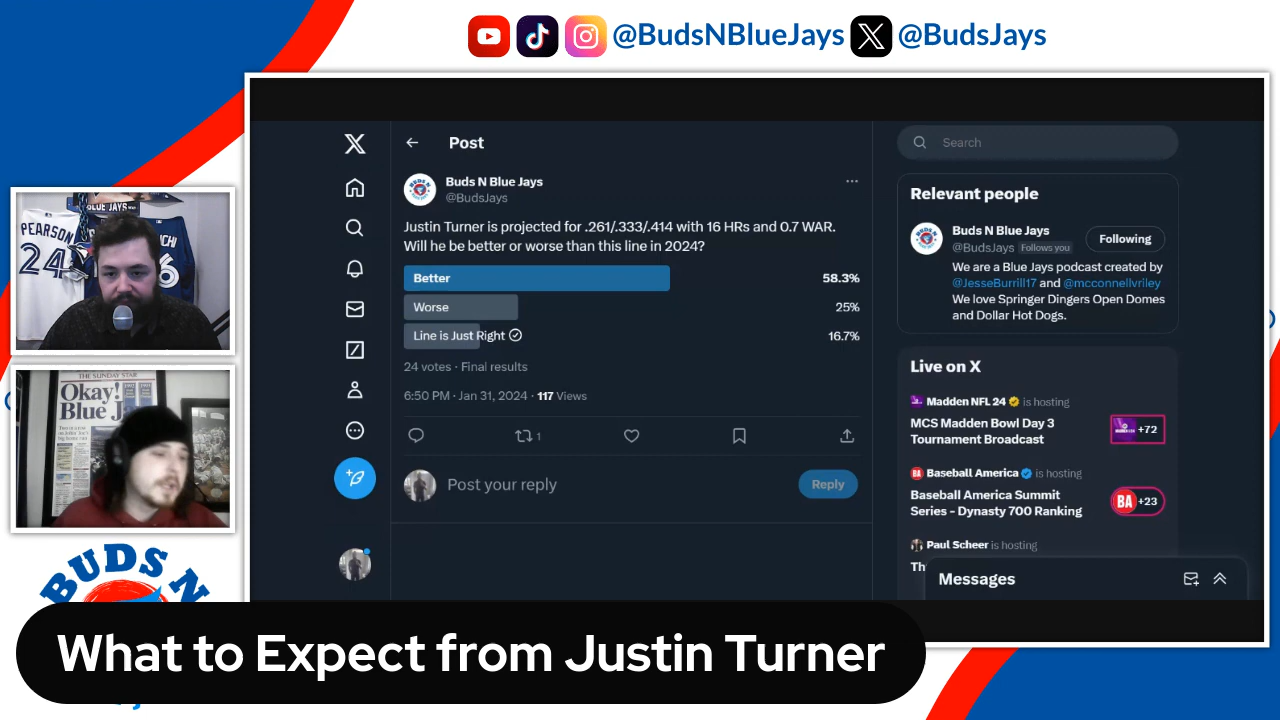 @BudsNBlueJays
@BudsJays
Post
Search
Buds N Blue Jays
@BudsJays
Justin Turner is projected for .261/.333/.414 with 16 HRs and 0.7 WAR.
Will he be better or worse than this line in 2024?
Better 58.3%
Worse 25%
Line is Just Right 16.7%
24 votes · Final results
6:50 PM · Jan 31, 2024 · 117 Views
1
Post your reply
Reply
Relevant people
Buds N Blue Jays
@BudsJays Follows you
Following
We are a Blue Jays podcast created by
@JesseBurrill17 and @mcconnellvriley
We love Springer Dingers Open Domes
and Dollar Hot Dogs.
Live on X
Madden NFL 24 is hosting
MCS Madden Bowl Day 3
Tournament Broadcast
+72
Baseball America is hosting
Baseball America Summit
Series - Dynasty 700 Ranking
BA +23
Paul Scheer is hosting
Th
Messages
BLUE JAYS
PEARSON
24
THE SUNDAY STAR
Okay!
Blue J
BUDS N
What to Expect from Justin Turner